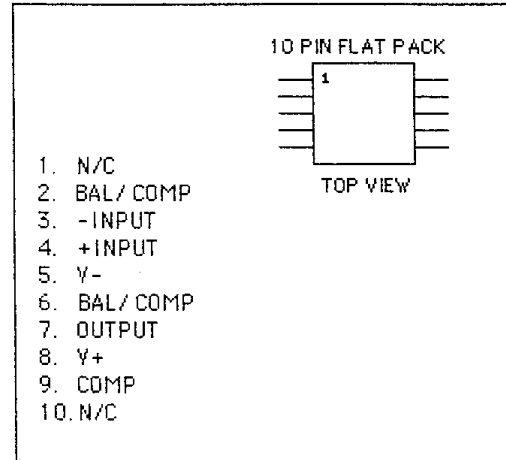 10 PIN FLAT PACK
1
TOP VIEW
1. N/C
2. BAL/COMP
3. -INPUT
4. +INPUT
5. V-
6. BAL/COMP
7. OUTPUT
8. V+
9. COMP
10. N/C